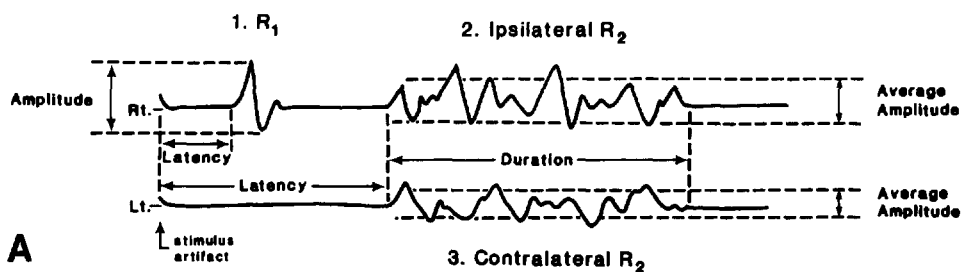 1. R1
2. Ipsilateral R2
Amplitude
Rt.
Latency
Average
Amplitude
Duration
Latency
Lt.
Average
Amplitude
A
stimulus
artifact
3. Contralateral R2